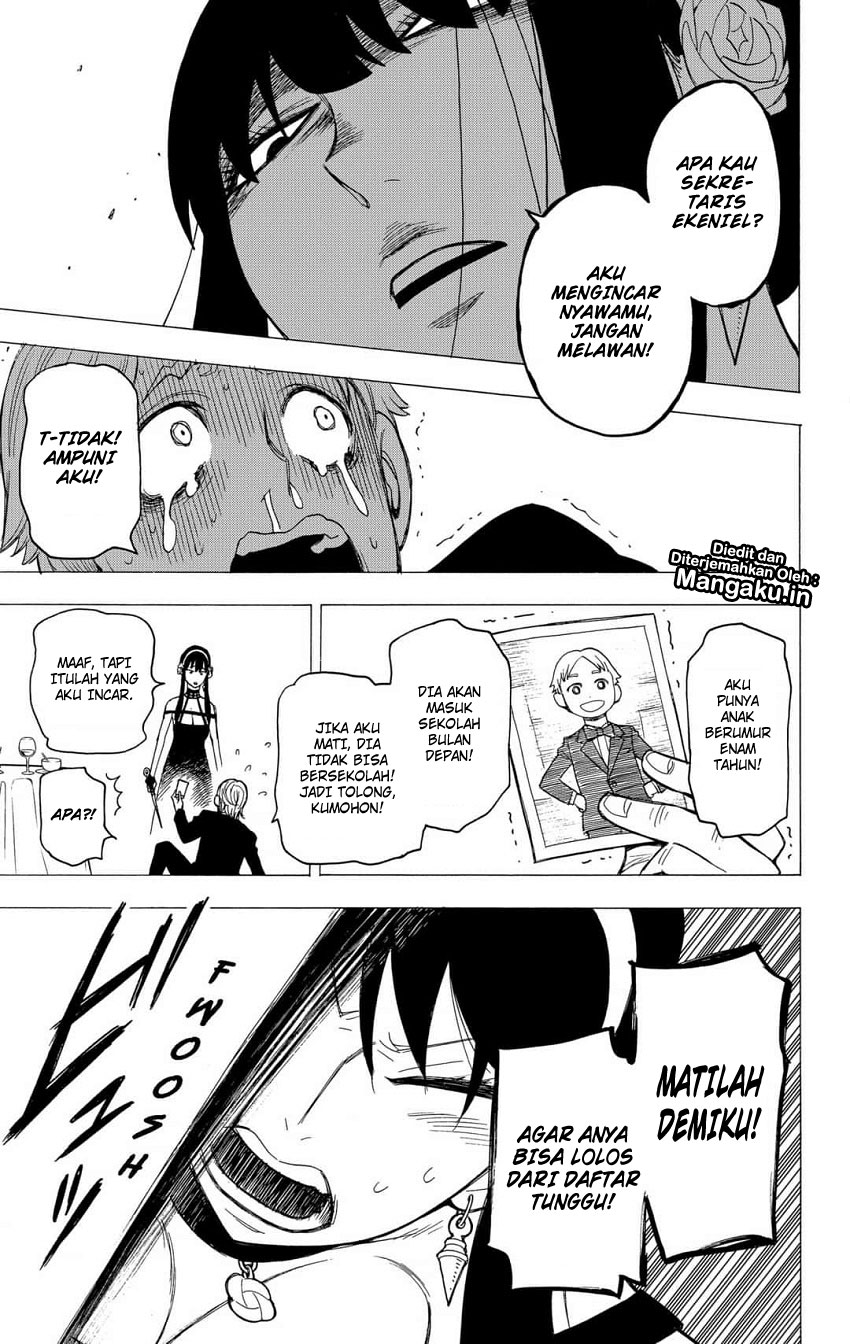 APA KAU
SEKRE-
TARIS
EKENIEL?
AKU
MENGINCAR
NYAWAMU,
JANGAN
MELAWAN!
T-TIDAK!
AMPUNI
AKU!
Diedit dan
Diterjemahkan Oleh :
Mangaku.in
AKU
PUNYA
ANAK
BERUMUR
ENAM
TAHUN!
DIA AKAN
MASUK
SEKOLAH
BULAN
DEPAN!
JIKA AKU
MATI, DIA
TIDAK BISA
BERSEKOLAH!
JADI TOLONG,
KUMOHON!
MAAF, TAPI
ITULAH YANG
AKU INCAR.
APA?!
MATILAH
DEMIKU!
AGAR ANYA
BISA LOLOS
DARI DAFTAR
TUNGGU!
FWOOSH